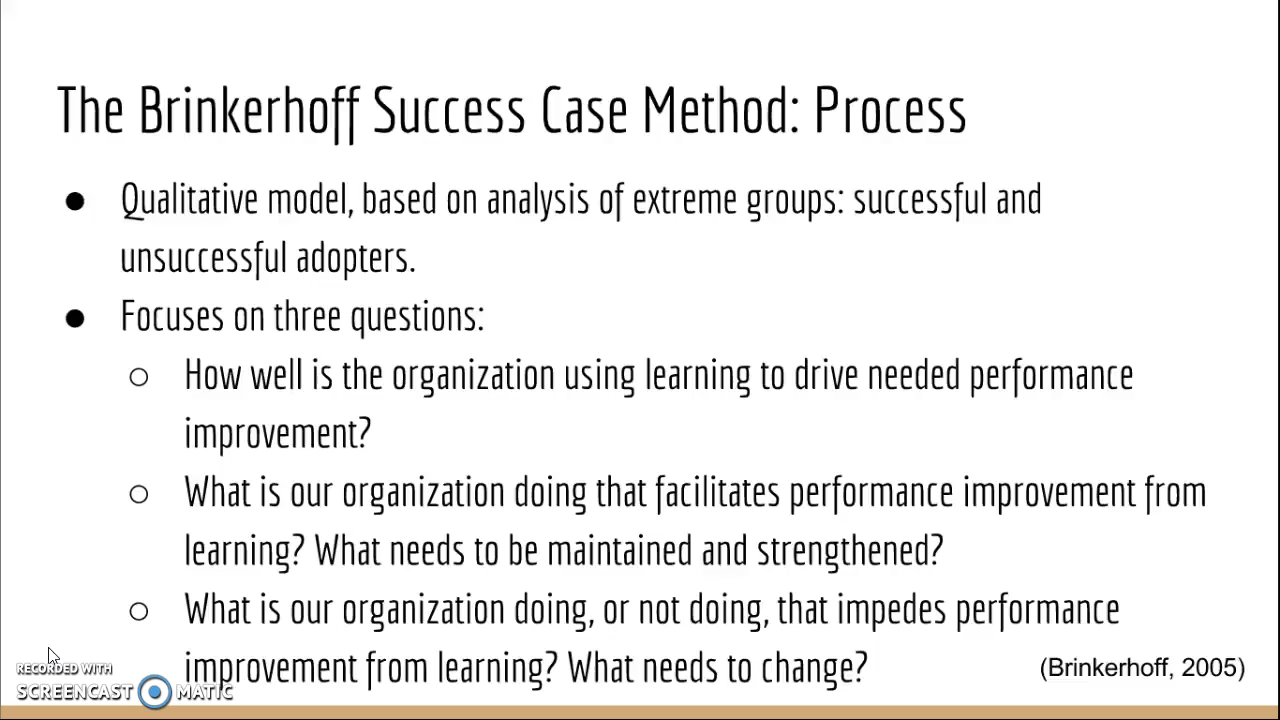 The Brinkerhoff Success Case Method: Process
● Qualitative model, based on analysis of extreme groups: successful and
unsuccessful adopters.
● Focuses on three questions:
○ How well is the organization using learning to drive needed performance
improvement?
○ What is our organization doing that facilitates performance improvement from
learning? What needs to be maintained and strengthened?
○ What is our organization doing, or not doing, that impedes performance
improvement from learning? What needs to change?
(Brinkerhoff, 2005)
RECORDED WITH
SCREENCAST MATIC